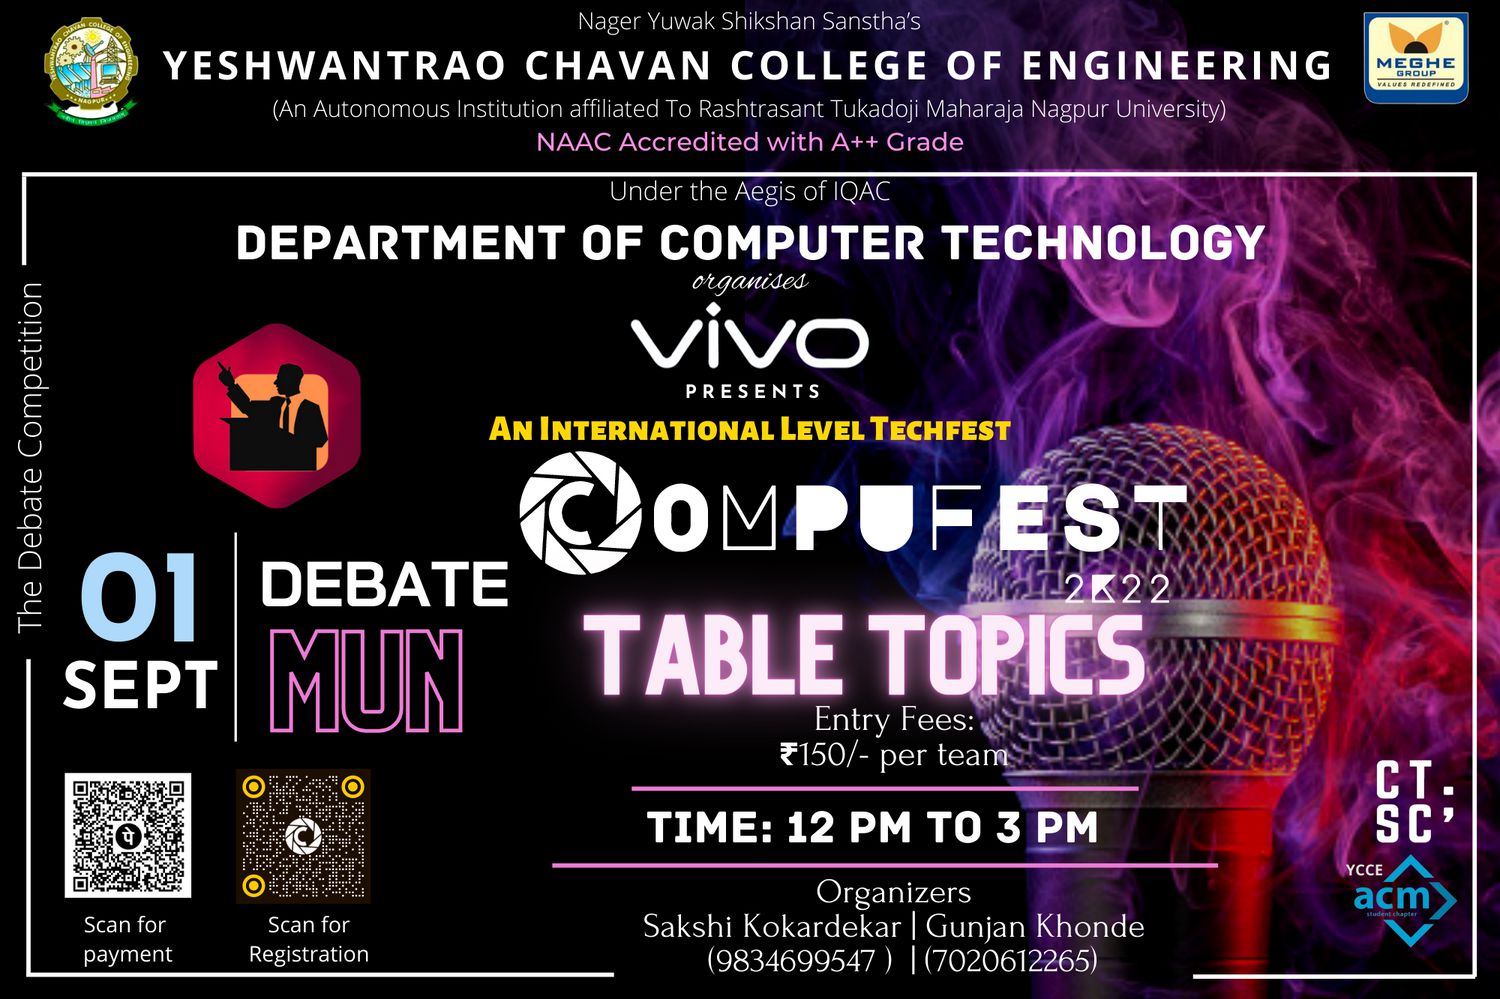 Nager Yuwak Shikshan Sanstha's
YESHWANTRAO CHAVAN COLLEGE OF ENGINEERING
(An Autonomous Institution affiliated To Rashtrasant Tukadoji Maharaja Nagpur University)
NAAC Accredited with A++ Grade
MEGHE
GROUP
VALUES REDEFINED
Under the Aegis of IQAC
DEPARTMENT OF COMPUTER TECHNOLOGY
organises
vivo
PRESENTS
AN INTERNATIONAL LEVEL TECHFEST
COMPUFEST
2K22
The Debate Competition
01
SEPT
DEBATE
MUN
TABLE TOPICS
Entry Fees:
₹150/- per team
TIME: 12 PM TO 3 PM
Organizers
Sakshi Kokardekar | Gunjan Khonde
(9834699547 ) | (7020612265)
पे
Scan for
payment
C
Scan for
Registration
CT.
SC'
YCCE
acm
student chapter